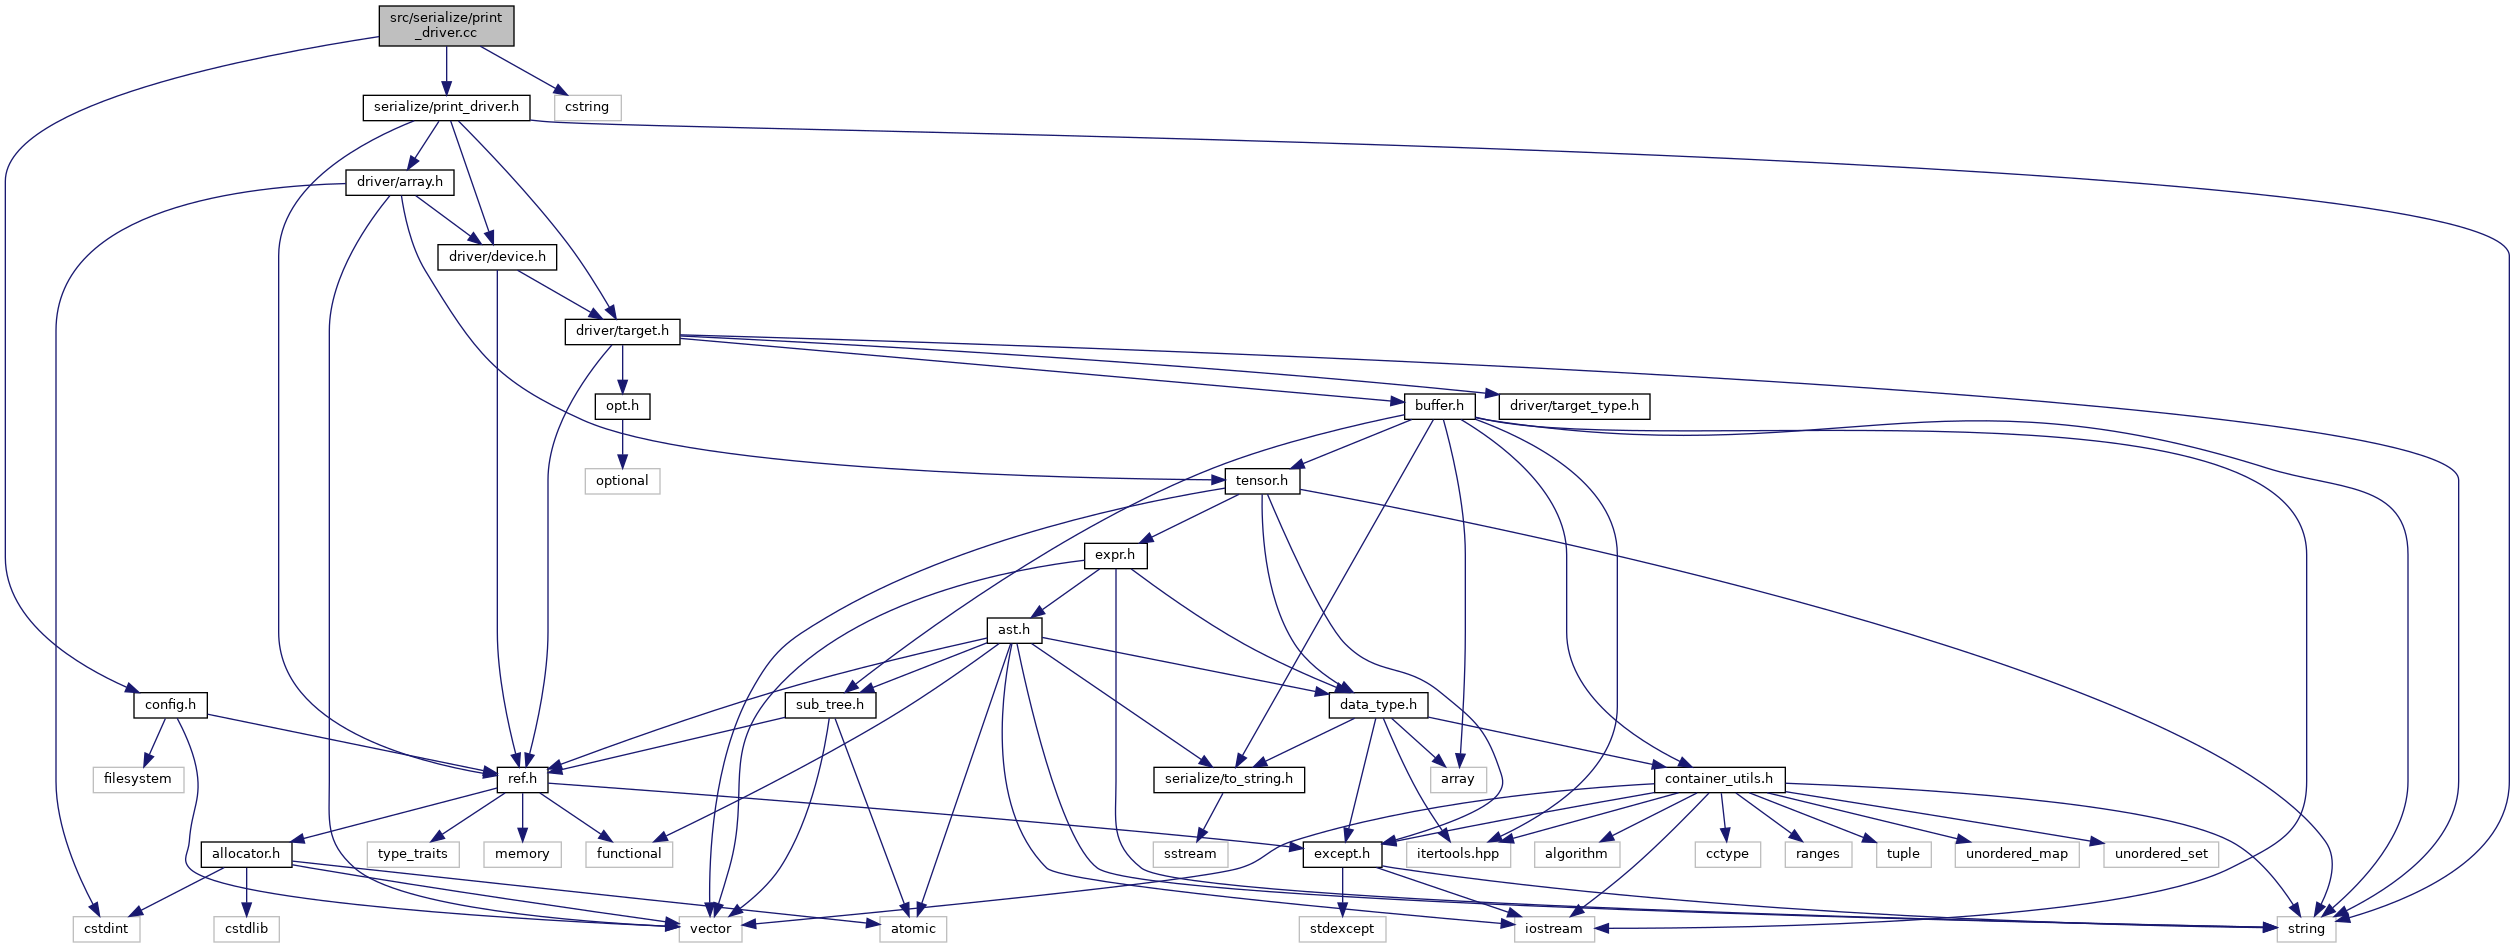 src/serialize/print
_driver.cc
serialize/print_driver.h
cstring
driver/array.h
driver/device.h
driver/target.h
opt.h
buffer.h
driver/target_type.h
optional
tensor.h
expr.h
ast.h
config.h
sub_tree.h
data_type.h
filesystem
ref.h
serialize/to_string.h
array
container_utils.h
allocator.h
type_traits
memory
functional
sstream
except.h
itertools.hpp
algorithm
cctype
ranges
tuple
unordered_map
unordered_set
cstdint
cstdlib
vector
atomic
stdexcept
iostream
string